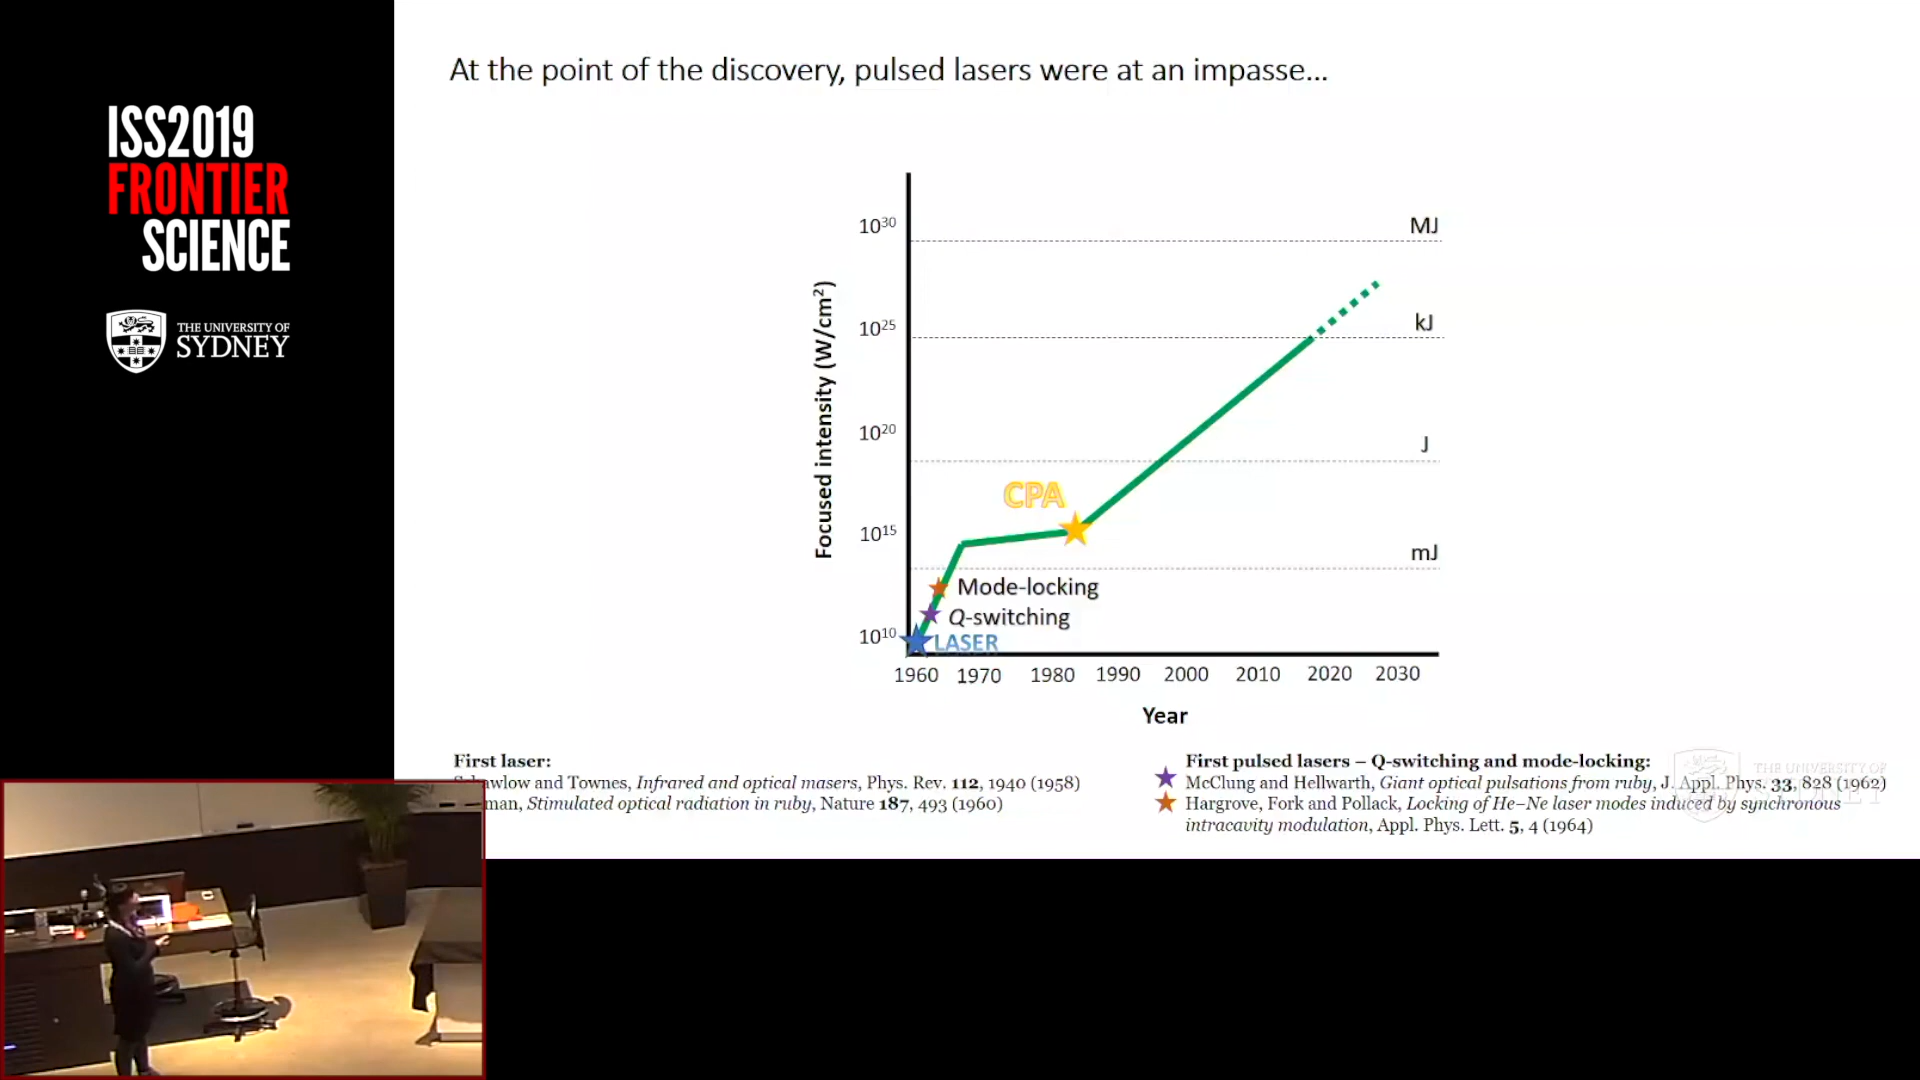 At the point of the discovery, pulsed lasers were at an impasse...
ISS2019
FRONTIER
SCIENCE
THE UNIVERSITY OF
SYDNEY
Focused intensity (W/cm²)
10³⁰
10²⁵
10²⁰
10¹⁵
10¹⁰
MJ
kJ
J
mJ
CPA
Mode-locking
Q-switching
LASER
1960 1970 1980 1990 2000 2010 2020 2030
Year
First laser:
Schawlow and Townes, Infrared and optical masers, Phys. Rev. 112, 1940 (1958)
man, Stimulated optical radiation in ruby, Nature 187, 493 (1960)
First pulsed lasers – Q-switching and mode-locking:
McClung and Hellwarth, Giant optical pulsations from ruby, J. Appl. Phys. 33, 828 (1962)
Hargrove, Fork and Pollack, Locking of He–Ne laser modes induced by synchronous
intracavity modulation, Appl. Phys. Lett. 5, 4 (1964)
THE UNIVERSITY OF
SYDNEY